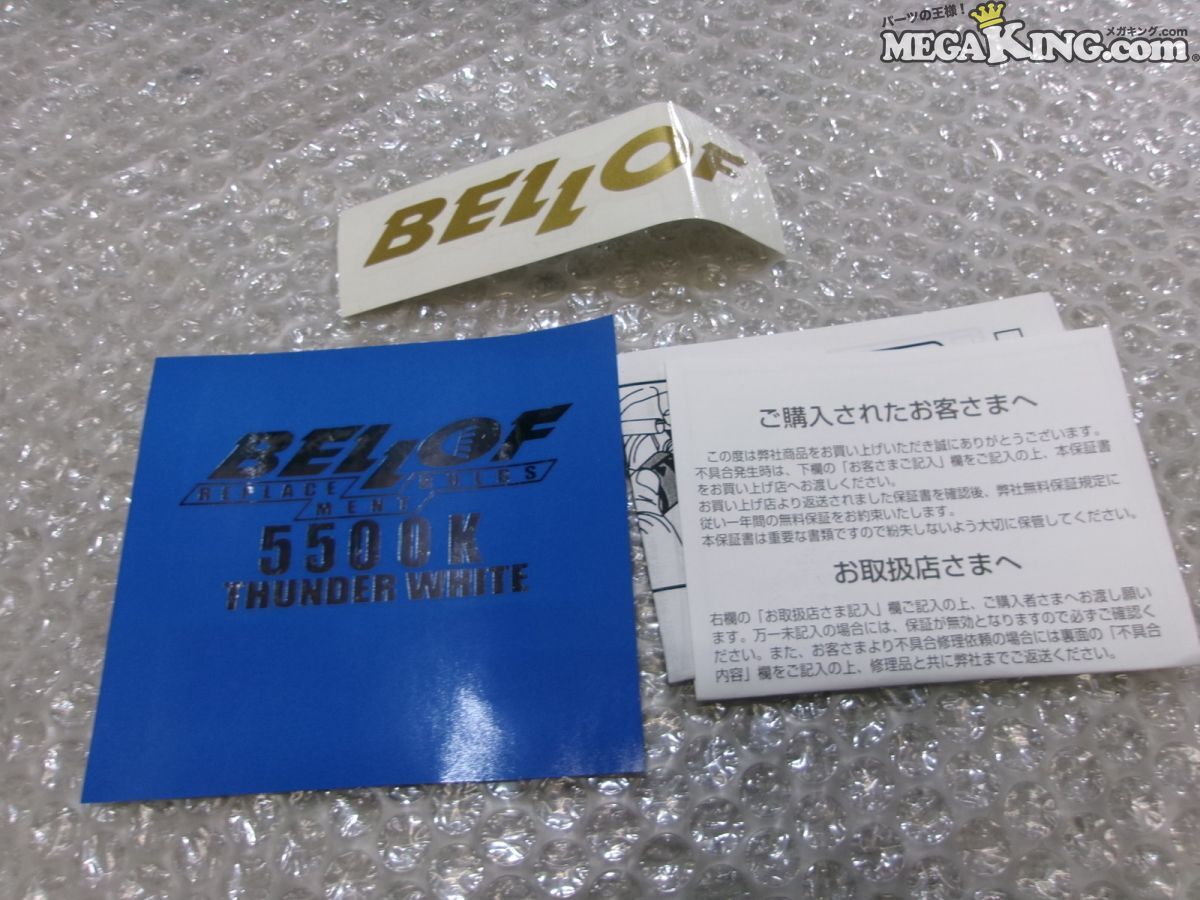 パーツの王様！
メガキング.com
MEGAKING.com®
BELLOF
BELLOF
REPLACE BULBS
MENT
5500K
THUNDER WHITE
ご購入されたお客さまへ
この度は弊社商品をお買い上げいただき誠にありがとうございます。
不具合発生時は、下欄の「お客さまご記入」欄をご記入の上、本保証書
をお買い上げ店へお渡しください。
お買い上げ店より返送されました保証書を確認後、弊社無料保証規定に
従い一年間の無料保証をお約束いたします。
本保証書は重要な書類ですので紛失しないよう大切に保管してください。
お取扱店さまへ
右欄の「お取扱店さま記入」欄ご記入の上、ご購入者さまへお渡し願い
ます。万一未記入の場合には、保証が無効となりますので必ずご確認く
ださい。また、お客さまより不具合修理依頼の場合には裏面の「不具合
内容」欄をご記入の上、修理品と共に弊社までご返送ください。